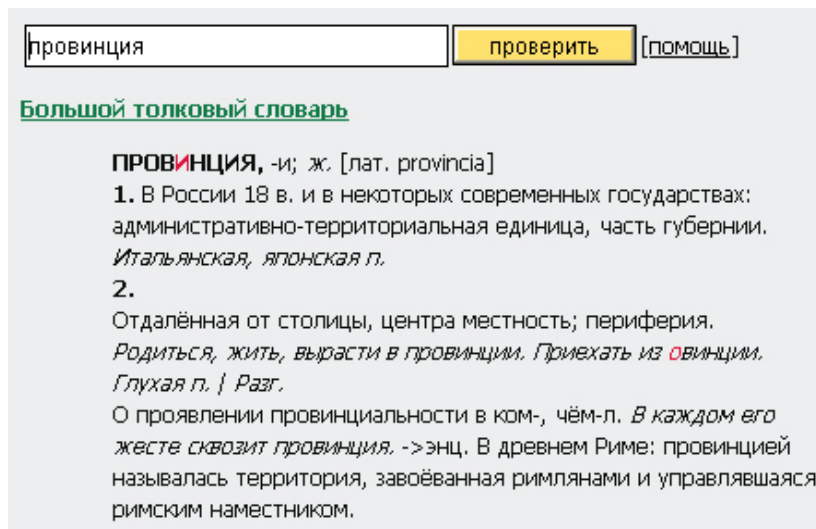 провинция проверить [помощь]
Большой толковый словарь
ПРОВИНЦИЯ, -и; ж. [лат. provincia]
1. В России 18 в. и в некоторых современных государствах:
административно-территориальная единица, часть губернии.
Итальянская, японская п.
2.
Отдалённая от столицы, центра местность; периферия.
Родиться, жить, вырасти в провинции. Приехать из овинции.
Глухая п. | Разг.
О проявлении провинциальности в ком-, чём-л. В каждом его
жесте сквозит провинция. ->энц. В древнем Риме: провинцией
называлась территория, завоёванная римлянами и управлявшаяся
римским наместником.